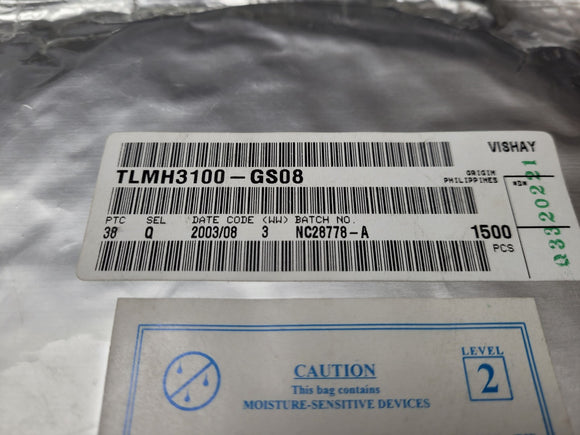 VISHAY
TLMH3100-GS08
ORIGIN
PHILIPPINES
PTC SEL DATE CODE (WW) BATCH NO.
38 Q 2003/08 3 NC28778-A
1500
PCS
Q3320221
CAUTION
This bag contains
MOISTURE-SENSITIVE DEVICES
LEVEL
2